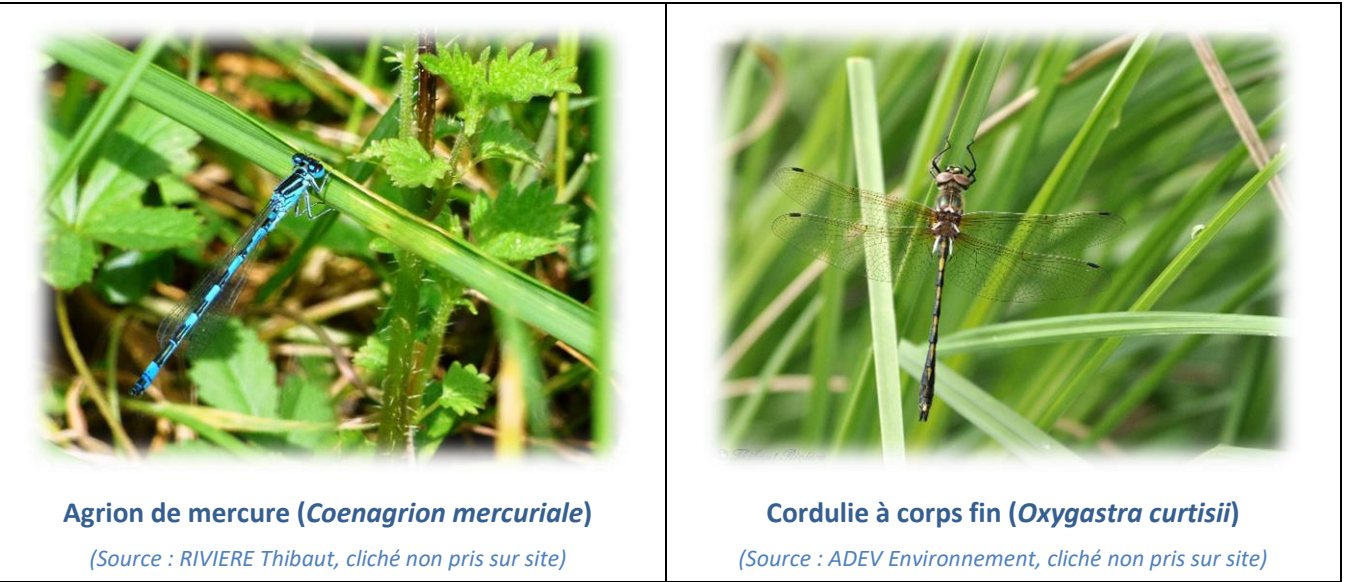 Agrion de mercure (Coenagrion mercuriale)
(Source : RIVIERE Thibaut, cliché non pris sur site)
Cordulie à corps fin (Oxygastra curtisii)
(Source : ADEV Environnement, cliché non pris sur site)